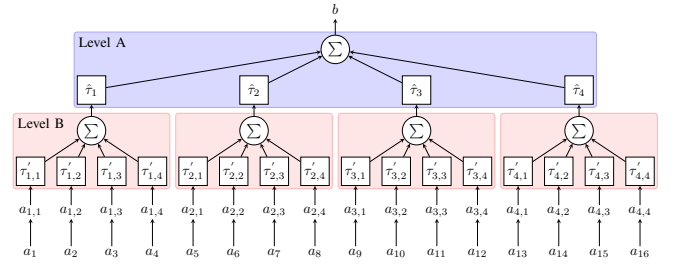 b
Level A
∑
τ̂₁ τ̂₂ τ̂₃ τ̂₄
Level B
∑ ∑ ∑ ∑
τ′₁,₁ τ′₁,₂ τ′₁,₃ τ′₁,₄ τ′₂,₁ τ′₂,₂ τ′₂,₃ τ′₂,₄ τ′₃,₁ τ′₃,₂ τ′₃,₃ τ′₃,₄ τ′₄,₁ τ′₄,₂ τ′₄,₃ τ′₄,₄
a₁,₁ a₁,₂ a₁,₃ a₁,₄ a₂,₁ a₂,₂ a₂,₃ a₂,₄ a₃,₁ a₃,₂ a₃,₃ a₃,₄ a₄,₁ a₄,₂ a₄,₃ a₄,₄
a₁ a₂ a₃ a₄ a₅ a₆ a₇ a₈ a₉ a₁₀ a₁₁ a₁₂ a₁₃ a₁₄ a₁₅ a₁₆